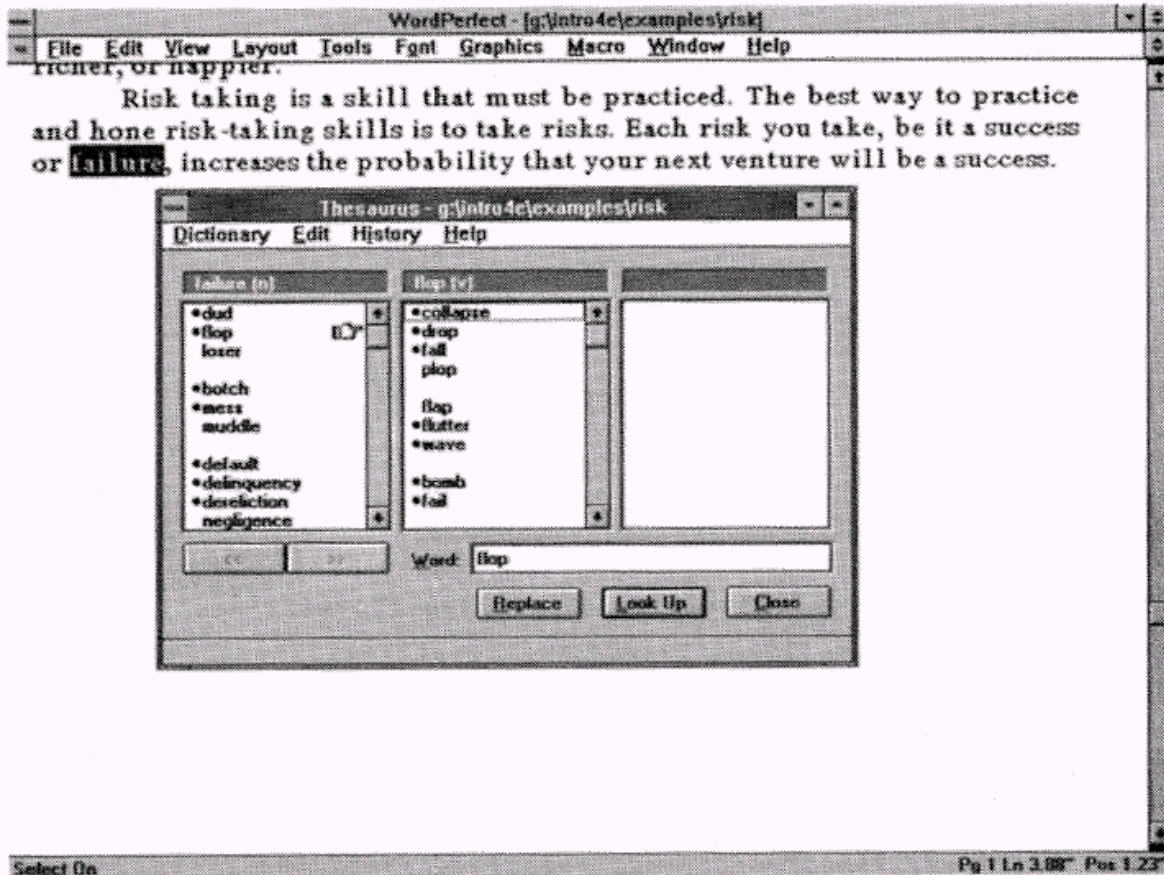 WordPerfect - [g:\intro4e\examples\risk]
File Edit View Layout Tools Font Graphics Macro Window Help
richer, or happier.
Risk taking is a skill that must be practiced. The best way to practice
and hone risk-taking skills is to take risks. Each risk you take, be it a success
or failure, increases the probability that your next venture will be a success.
Thesaurus - g:\intro4e\examples\risk
Dictionary Edit History Help
failure (n)
•dud
•flop
loser
•botch
•mess
muddle
•default
•delinquency
•dereliction
negligence
flop (v)
•collapse
•drop
•fall
plop
flap
•flutter
•wave
•bomb
•fail
<< >>
Word: flop
Replace Look Up Close
Select On
Pg 1 Ln 3.88" Pos 1.23"